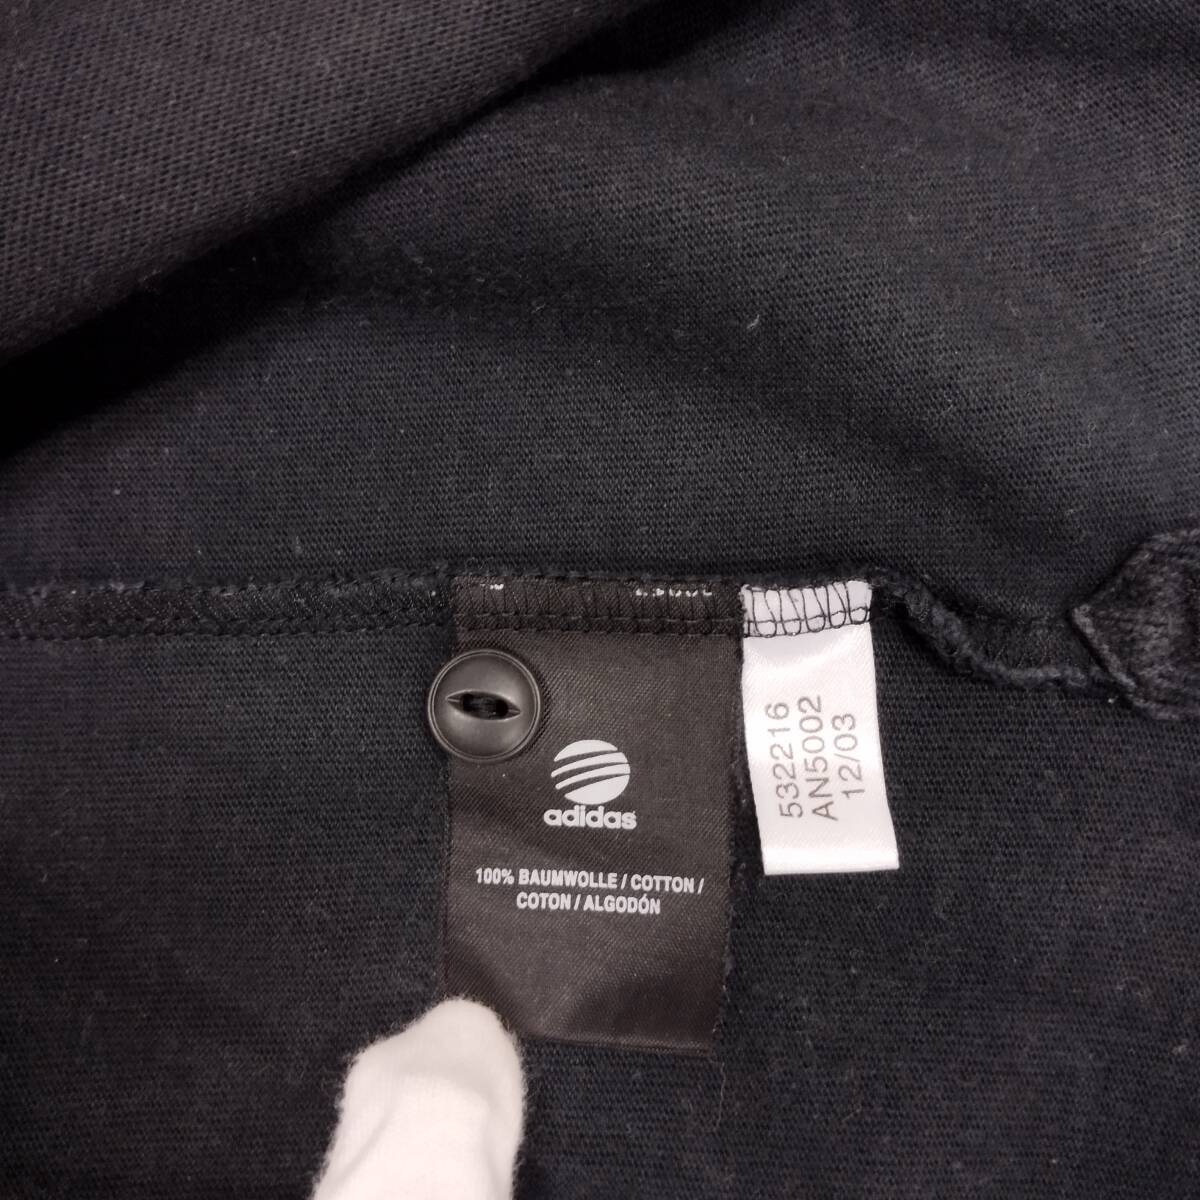 adidas
100% BAUMWOLLE / COTTON /
COTON / ALGODÓN
532216
AN5002
12/03